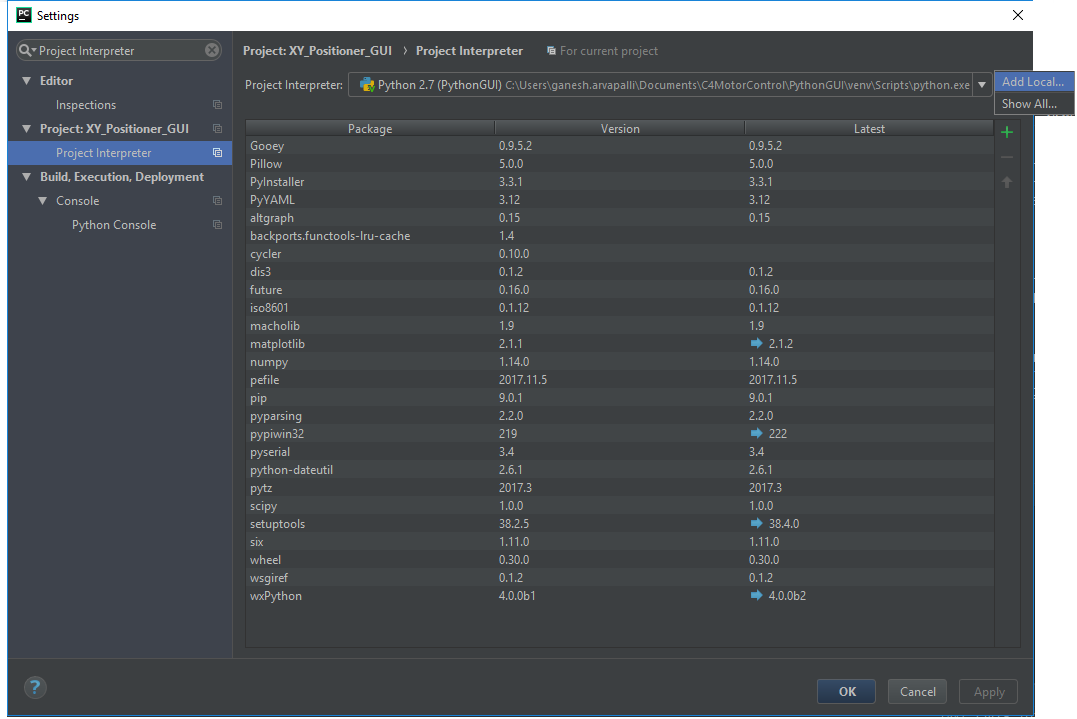 PC Settings
Project Interpreter
Editor
Inspections
Project: XY_Positioner_GUI
Project Interpreter
Build, Execution, Deployment
Console
Python Console
Project: XY_Positioner_GUI › Project Interpreter For current project
Project Interpreter: Python 2.7 (PythonGUI) C:\Users\ganesh.arvapalli\Documents\C4MotorControl\PythonGUI\venv\Scripts\python.exe
Add Local...
Show All...
Package Version Latest
Gooey 0.9.5.2 0.9.5.2
Pillow 5.0.0 5.0.0
PyInstaller 3.3.1 3.3.1
PyYAML 3.12 3.12
altgraph 0.15 0.15
backports.functools-lru-cache 1.4
cycler 0.10.0
dis3 0.1.2 0.1.2
future 0.16.0 0.16.0
iso8601 0.1.12 0.1.12
macholib 1.9 1.9
matplotlib 2.1.1 2.1.2
numpy 1.14.0 1.14.0
pefile 2017.11.5 2017.11.5
pip 9.0.1 9.0.1
pyparsing 2.2.0 2.2.0
pypiwin32 219 222
pyserial 3.4 3.4
python-dateutil 2.6.1 2.6.1
pytz 2017.3 2017.3
scipy 1.0.0 1.0.0
setuptools 38.2.5 38.4.0
six 1.11.0 1.11.0
wheel 0.30.0 0.30.0
wsgiref 0.1.2 0.1.2
wxPython 4.0.0b1 4.0.0b2
?
OK Cancel Apply